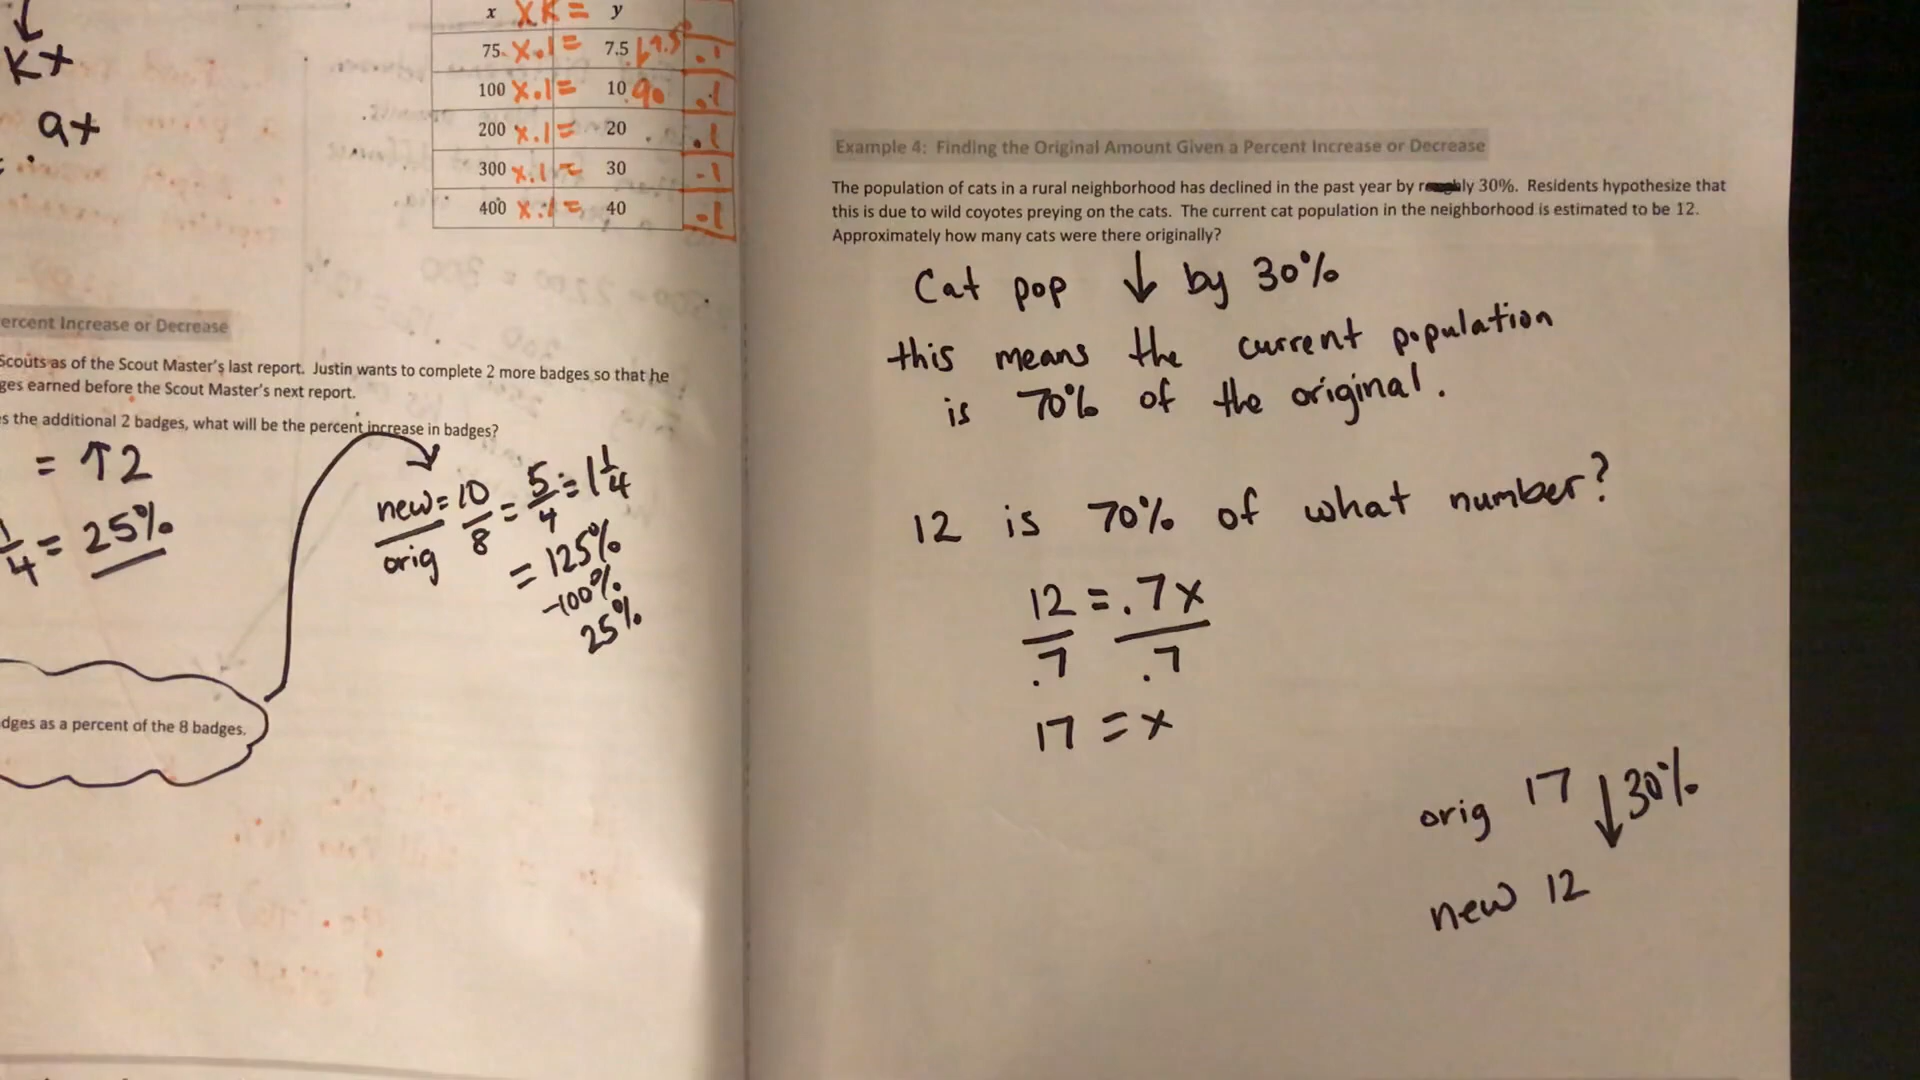 kx
ax
x XK = y
75 x.1 = 7.5 .1
100 x.1 = 10 90 .1
200 x.1 = 20 .1
300 x.1 = 30 .1
400 x.1 = 40 .1
ercent Increase or Decrease
Scouts as of the Scout Master's last report. Justin wants to complete 2 more badges so that he
ges earned before the Scout Master's next report.
s the additional 2 badges, what will be the percent increase in badges?
= ↑2
1/4 = 25%
new/orig = 10/8 = 5/4 = 1 1/4
= 125%
-100%
25%
dges as a percent of the 8 badges.
Example 4: Finding the Original Amount Given a Percent Increase or Decrease
The population of cats in a rural neighborhood has declined in the past year by roughly 30%. Residents hypothesize that
this is due to wild coyotes preying on the cats. The current cat population in the neighborhood is estimated to be 12.
Approximately how many cats were there originally?
Cat pop ↓ by 30%
this means the current population
is 70% of the original.
12 is 70% of what number?
12 = .7x
.7 .7
17 = x
orig 17 ↓30%
new 12